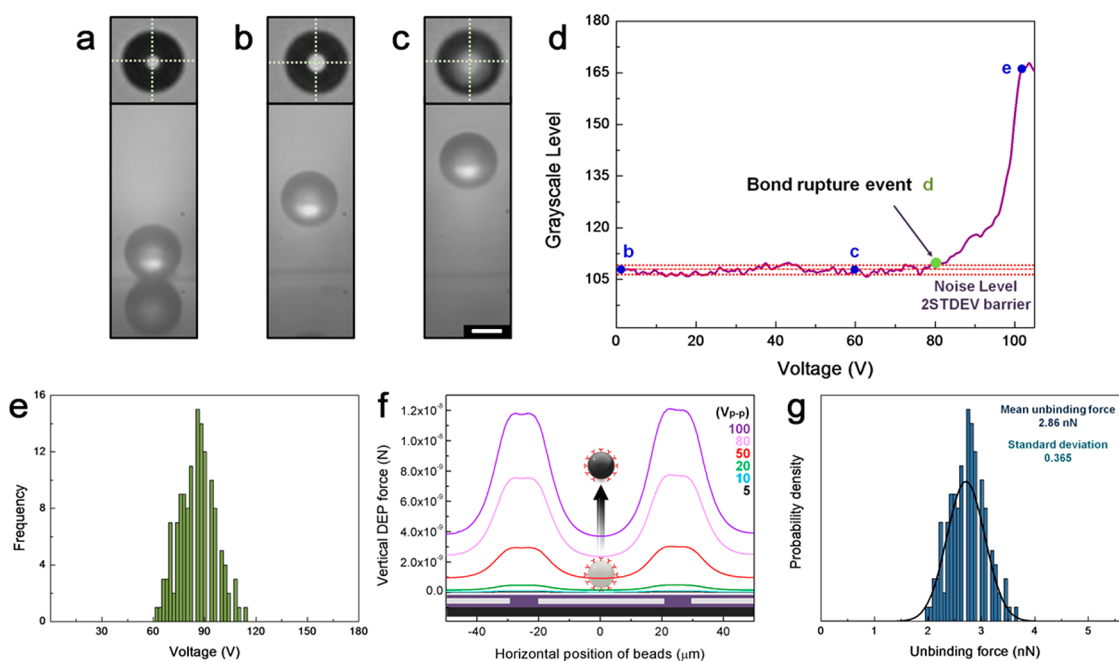 a
b
c
d
180
165
150
135
120
105
Grayscale Level
e
Bond rupture event d
b
c
Noise Level
2STDEV barrier
0
20
40
60
80
100
Voltage (V)
e
16
12
8
4
0
Frequency
30
60
90
120
150
180
Voltage (V)
f
1.2x10⁻⁸
1.0x10⁻⁸
8.0x10⁻⁹
6.0x10⁻⁹
4.0x10⁻⁹
2.0x10⁻⁹
0.0
Vertical DEP force (N)
(Vp-p)
100
80
50
20
10
5
-40
-20
0
20
40
Horizontal position of beads (μm)
g
Mean unbinding force
2.86 nN
Standard deviation
0.365
Probability density
0
1
2
3
4
5
Unbinding force (nN)